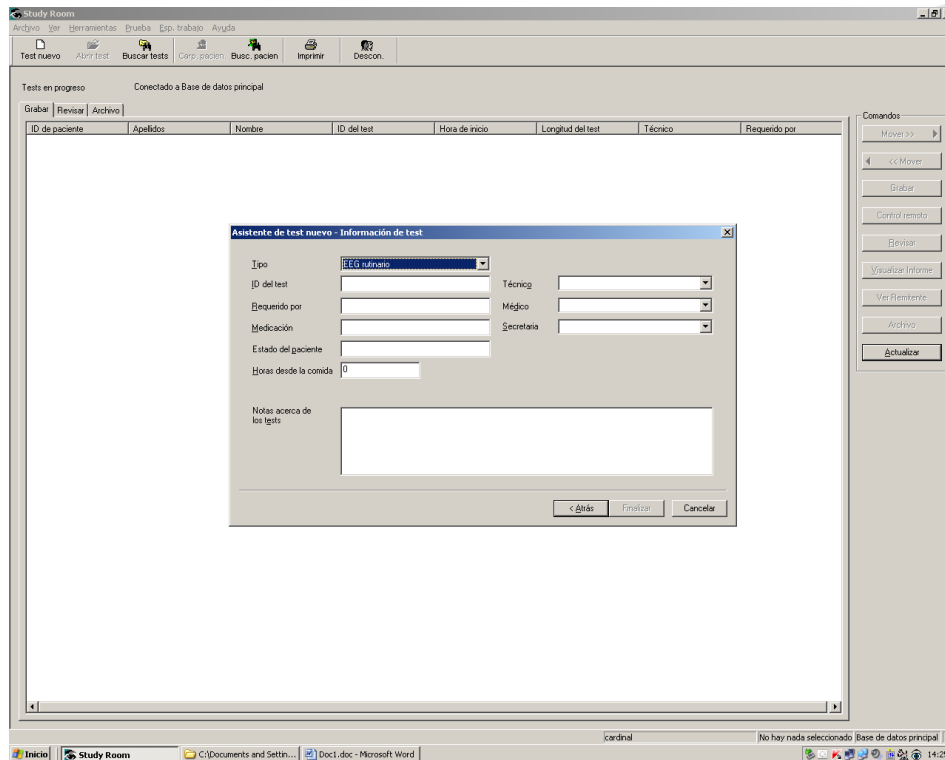 Study Room
Archivo Ver Herramientas Prueba Esp. trabajo Ayuda
Test nuevo Abrir test Buscar tests Carp. pacien Busc. pacien Imprimir Descon.
Tests en progreso Conectado a Base de datos principal
Grabar Revisar Archivo
ID de paciente Apellidos Nombre ID del test Hora de inicio Longitud del test Técnico Requerido por
Comandos
Mover >>
<< Mover
Grabar
Control remoto
Revisar
Visualizar Informe
Ver Remitente
Archivo
Actualizar
Asistente de test nuevo - Información de test
Tipo EEG rutinario
ID del test Técnico
Requerido por Médico
Medicación Secretaria
Estado del paciente
Horas desde la comida 0
Notas acerca de
los tests
< Atrás Finalizar Cancelar
cardinal No hay nada seleccionado Base de datos principal
Inicio Study Room C:\Documents and Settin... Doc1.doc - Microsoft Word 14:25